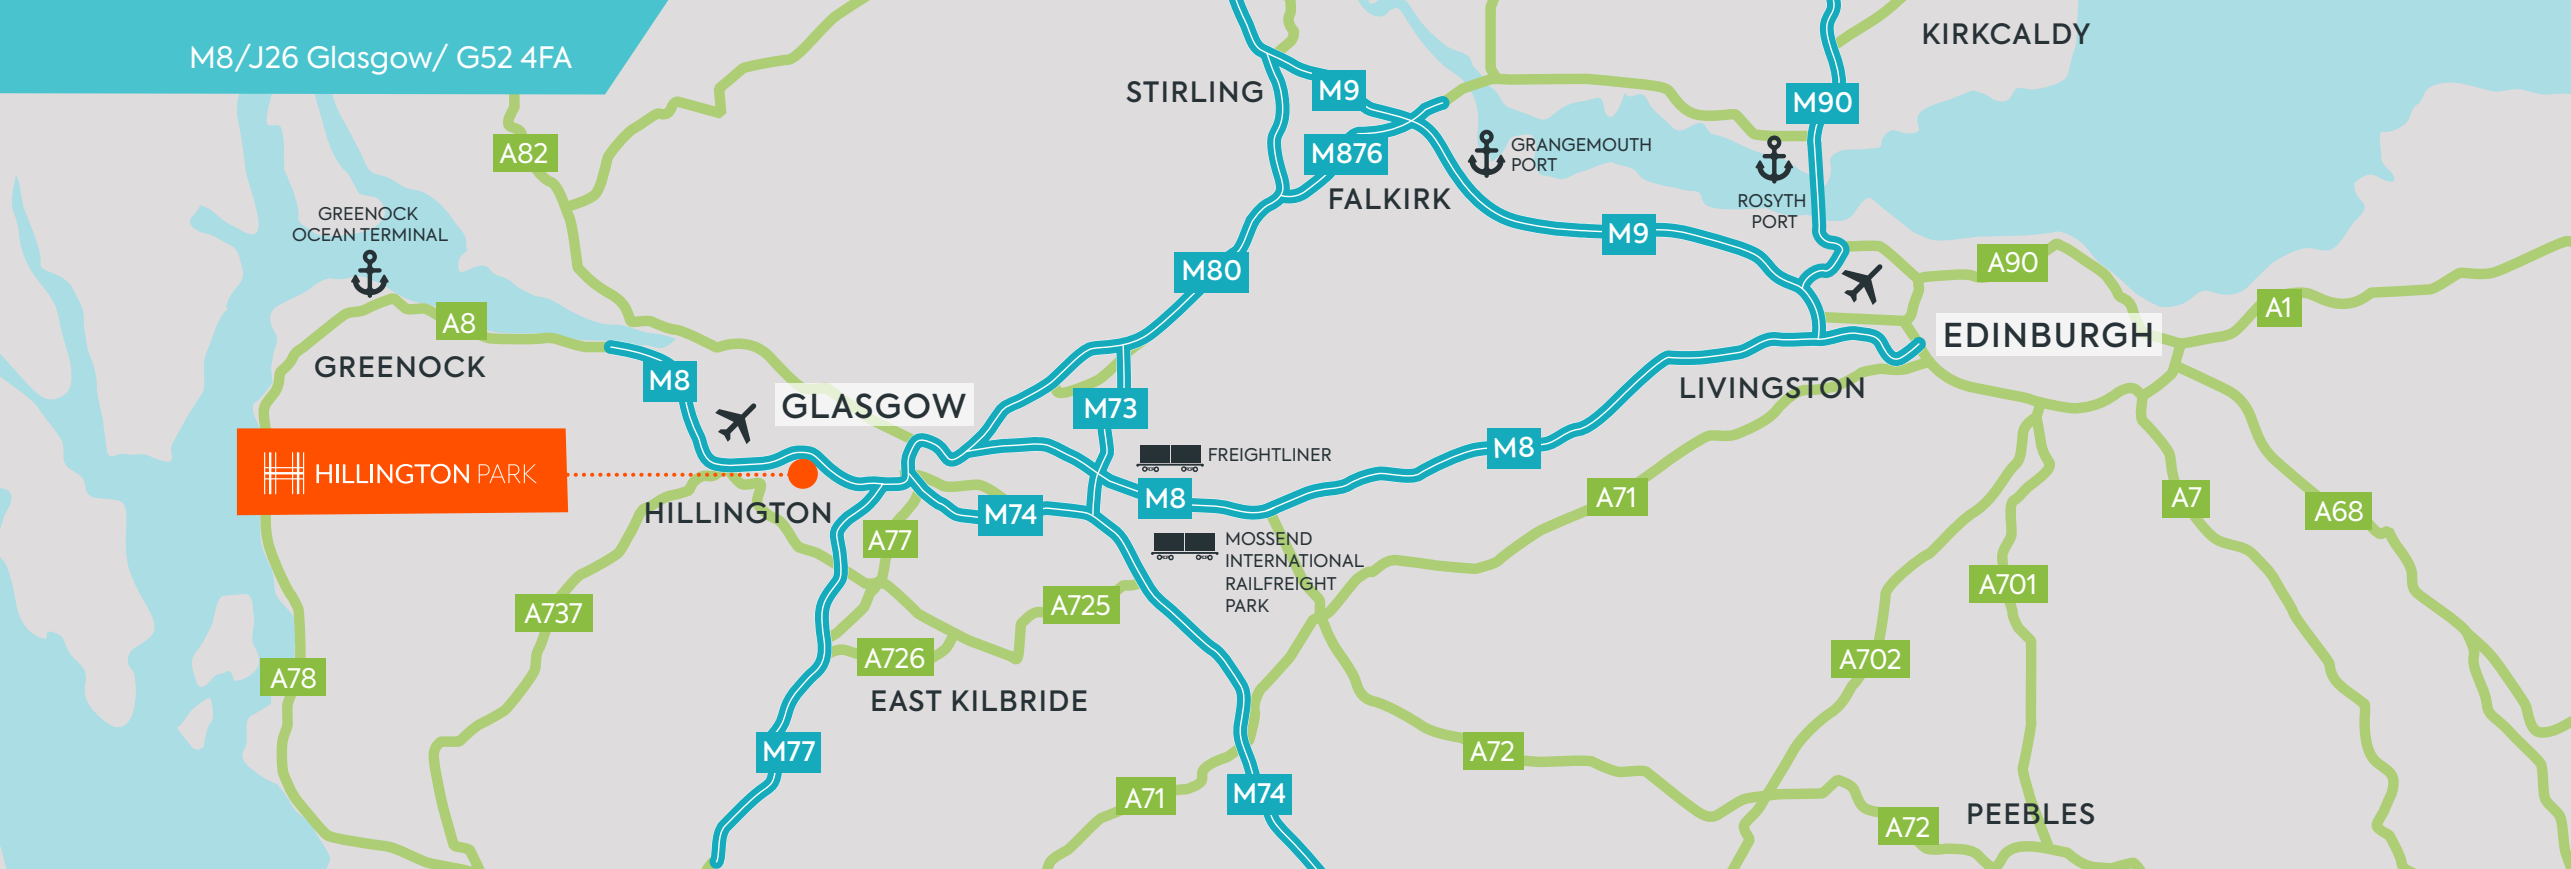 M8/J26 Glasgow/ G52 4FA
KIRKCALDY
STIRLING
M9
M90
A82
M876
GRANGEMOUTH
PORT
FALKIRK
ROSYTH
PORT
GREENOCK
OCEAN TERMINAL
M9
M80
A90
A1
A8
GREENOCK
M8
EDINBURGH
LIVINGSTON
GLASGOW
M73
HILLINGTON PARK
FREIGHTLINER
M8
M8
HILLINGTON
M74
A71
A7
A68
A77
MOSSEND
INTERNATIONAL
RAILFREIGHT
PARK
A737
A725
A701
A726
A702
A78
EAST KILBRIDE
M77
A72
A71
M74
PEEBLES
A72